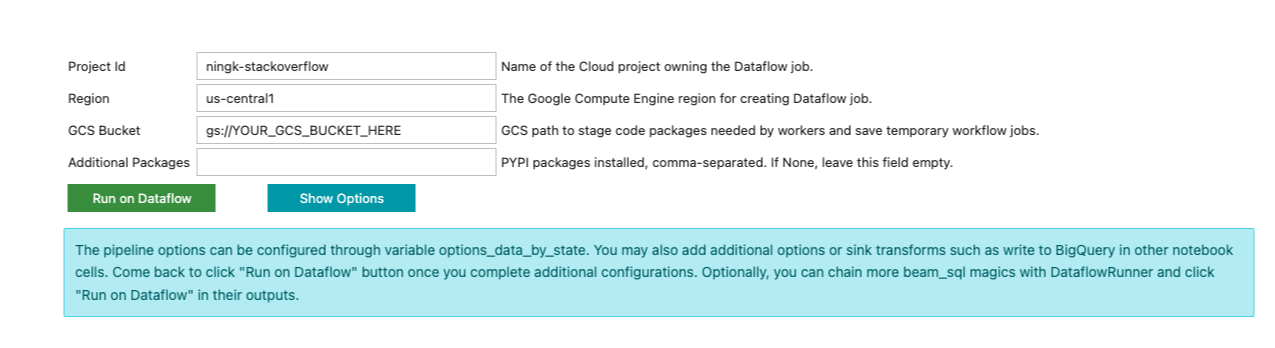 Project Id ningk-stackoverflow Name of the Cloud project owning the Dataflow job.
Region us-central1 The Google Compute Engine region for creating Dataflow job.
GCS Bucket gs://YOUR_GCS_BUCKET_HERE GCS path to stage code packages needed by workers and save temporary workflow jobs.
Additional Packages PYPI packages installed, comma-separated. If None, leave this field empty.
Run on Dataflow Show Options
The pipeline options can be configured through variable options_data_by_state. You may also add additional options or sink transforms such as write to BigQuery in other notebook
cells. Come back to click "Run on Dataflow" button once you complete additional configurations. Optionally, you can chain more beam_sql magics with DataflowRunner and click
"Run on Dataflow" in their outputs.